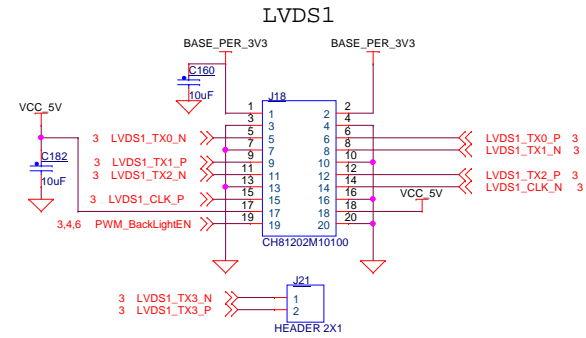 LVDS1
BASE_PER_3V3 BASE_PER_3V3
C160
10uF
J18
VCC_5V
C182
10uF
1 1 2 2
3 3 4 4
3 LVDS1_TX0_N 5 5 6 6 LVDS1_TX0_P 3
7 7 8 8 LVDS1_TX1_N 3
3 LVDS1_TX1_P 9 9 10 10
3 LVDS1_TX2_N 11 11 12 12 LVDS1_TX2_P 3
13 13 14 14 LVDS1_CLK_N 3
3 LVDS1_CLK_P 15 15 16 16 VCC_5V
17 17 18 18
3,4,6 PWM_BackLightEN 19 19 20 20
CH81202M10100
J21
3 LVDS1_TX3_N 1
3 LVDS1_TX3_P 2
HEADER 2X1